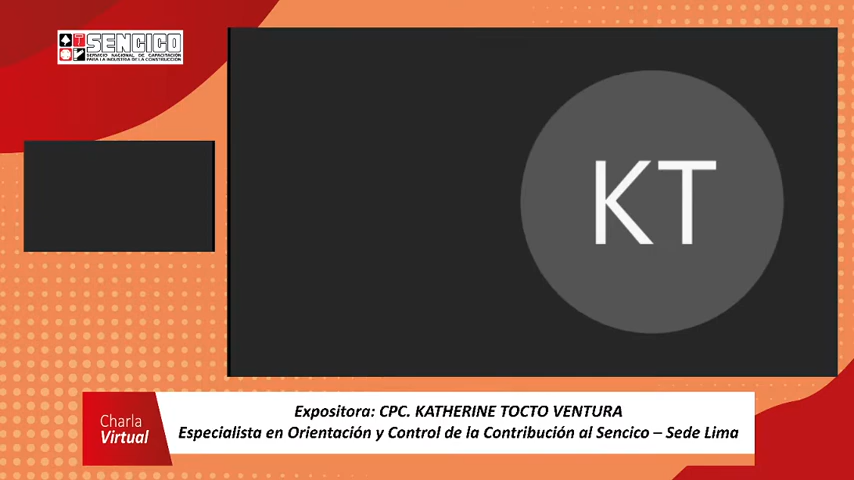 SENCICO
SERVICIO NACIONAL DE CAPACITACIÓN
PARA LA INDUSTRIA DE LA CONSTRUCCIÓN
KT
Charla
Virtual
Expositora: CPC. KATHERINE TOCTO VENTURA
Especialista en Orientación y Control de la Contribución al Sencico – Sede Lima